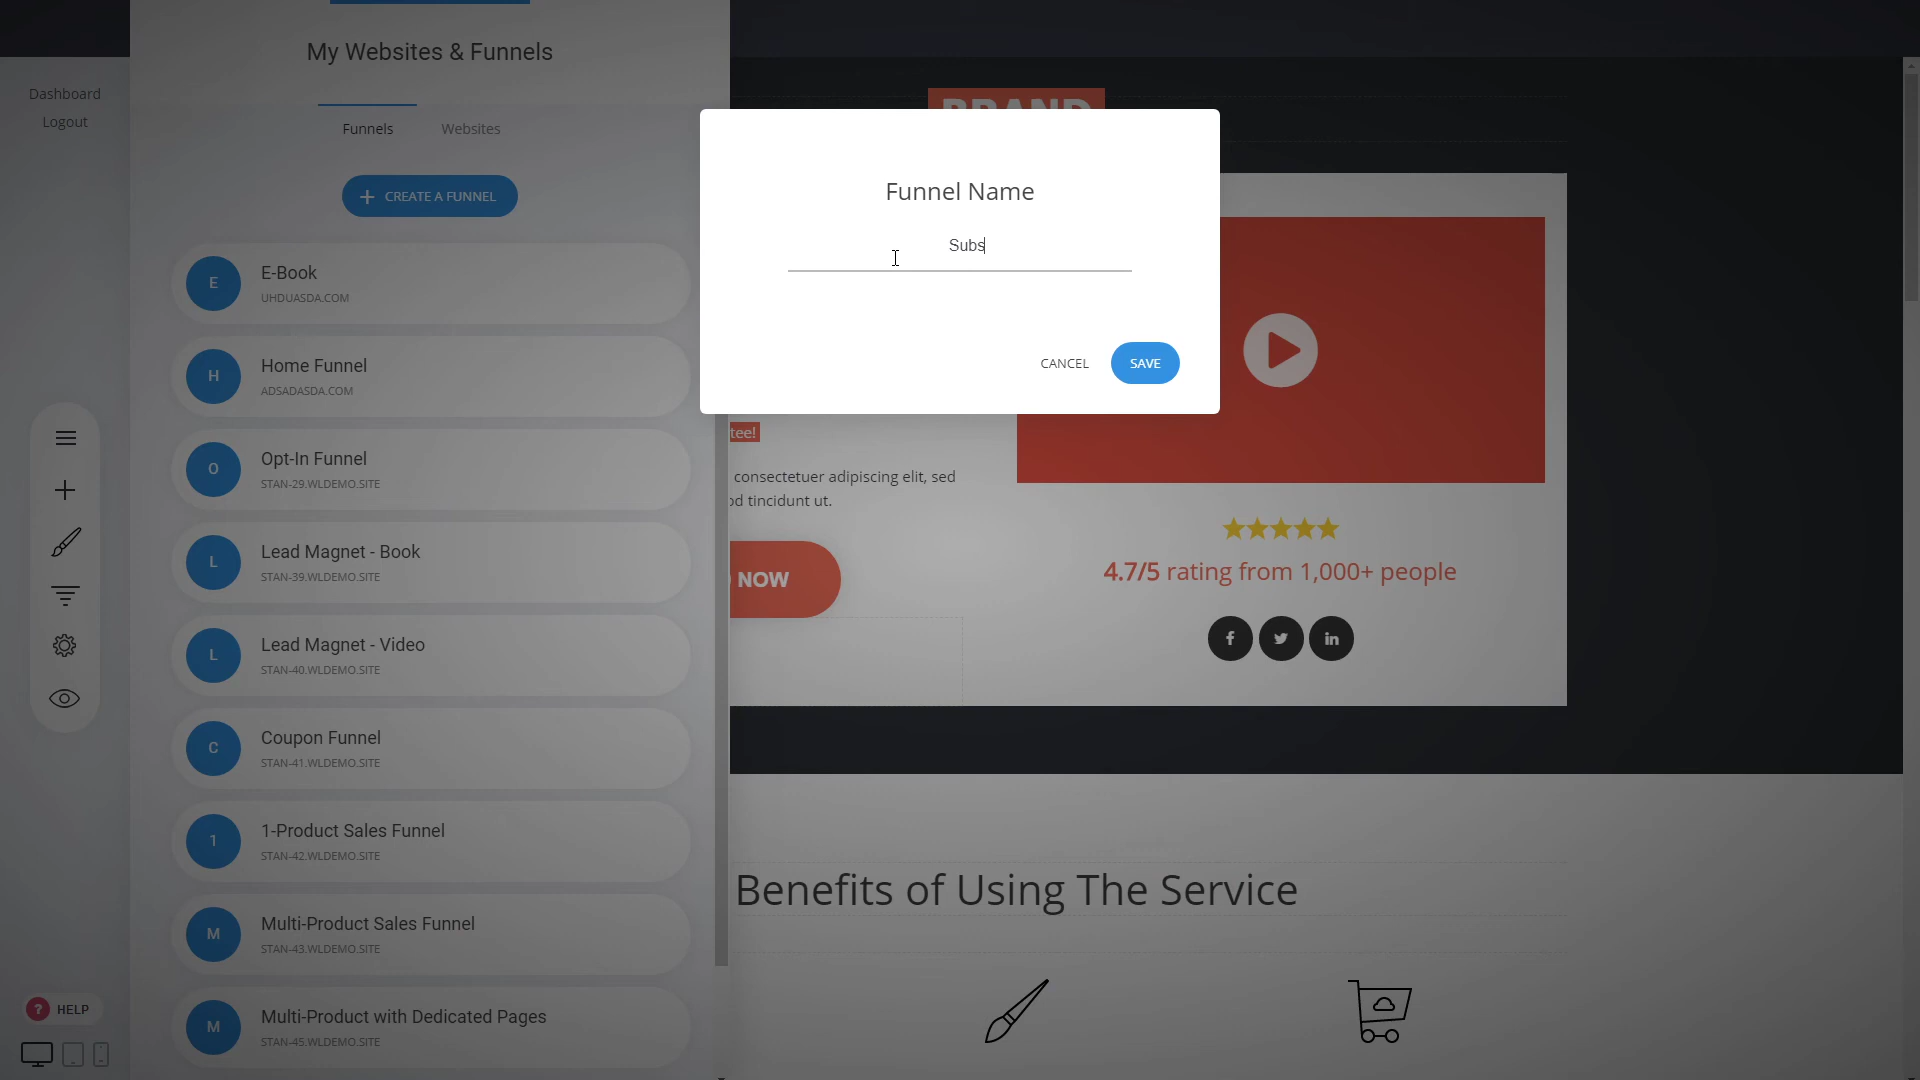 My Websites & Funnels
Dashboard
Logout
Funnels
Websites
CREATE A FUNNEL
E
E-Book
UHDUASDA.COM
H
Home Funnel
ADSADASDA.COM
O
Opt-In Funnel
STAN-29.WLDEMO.SITE
L
Lead Magnet - Book
STAN-39.WLDEMO.SITE
L
Lead Magnet - Video
STAN-40.WLDEMO.SITE
C
Coupon Funnel
STAN-41.WLDEMO.SITE
1
1-Product Sales Funnel
STAN-42.WLDEMO.SITE
M
Multi-Product Sales Funnel
STAN-43.WLDEMO.SITE
M
Multi-Product with Dedicated Pages
STAN-45.WLDEMO.SITE
? HELP
BRAND
Funnel Name
Subs
CANCEL
SAVE
tee!
consectetuer adipiscing elit, sed
od tincidunt ut.
NOW
4.7/5 rating from 1,000+ people
Benefits of Using The Service